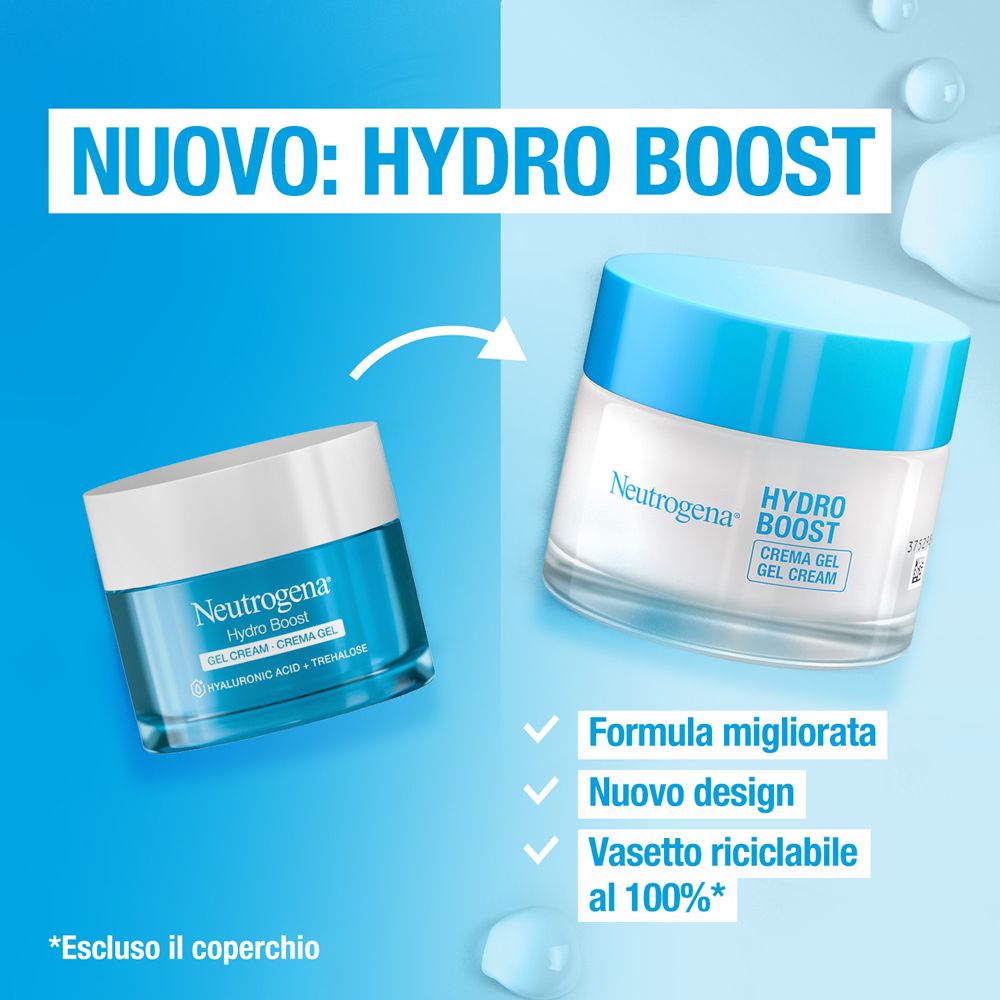 NUOVO: HYDRO BOOST
Neutrogena®
Hydro Boost
GEL CREAM · CREMA GEL
HYALURONIC ACID + TREHALOSE
Neutrogena®
HYDRO
BOOST
CREMA GEL
GEL CREAM
Formula migliorata
Nuovo design
Vasetto riciclabile
al 100%*
*Escluso il coperchio